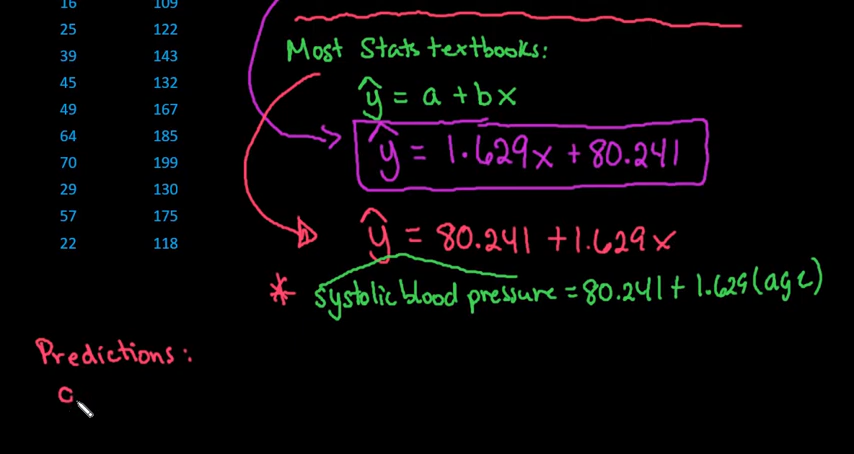 16 109
25 122
39 143
45 132
49 167
64 185
70 199
29 130
57 175
22 118
Most Stats textbooks:
ŷ = a + bx
ŷ = 1.629x + 80.241
ŷ = 80.241 + 1.629x
* systolic blood pressure = 80.241 + 1.629(age)
Predictions: